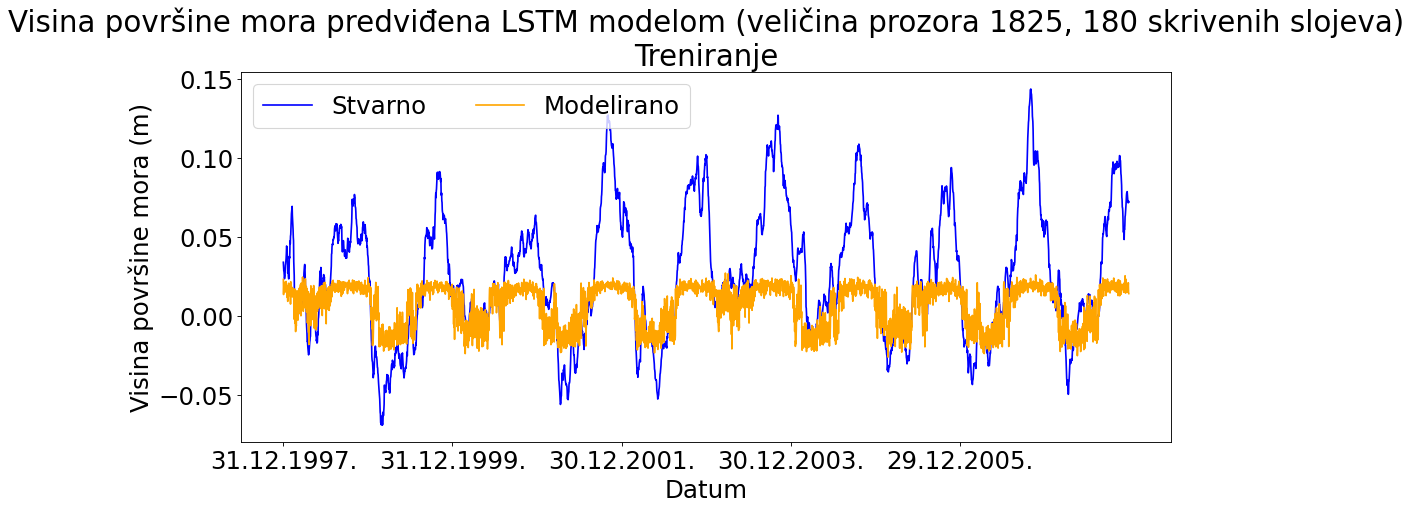 Visina površine mora predviđena LSTM modelom (veličina prozora 1825, 180 skrivenih slojeva)
Treniranje
Stvarno Modelirano
Visina površine mora (m)
0.15
0.10
0.05
0.00
−0.05
31.12.1997. 31.12.1999. 30.12.2001. 30.12.2003. 29.12.2005.
Datum